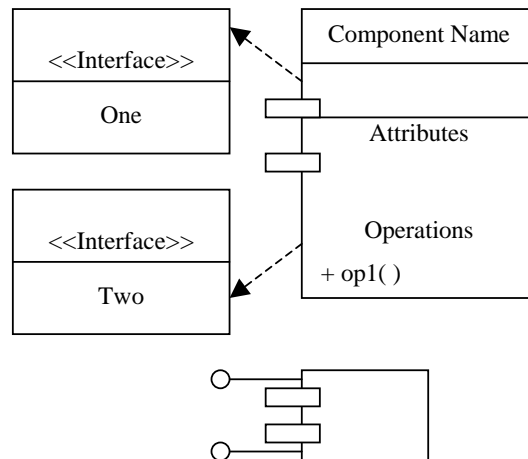 <<Interface>>
One
<<Interface>>
Two
Component Name
Attributes
Operations
+ op1( )